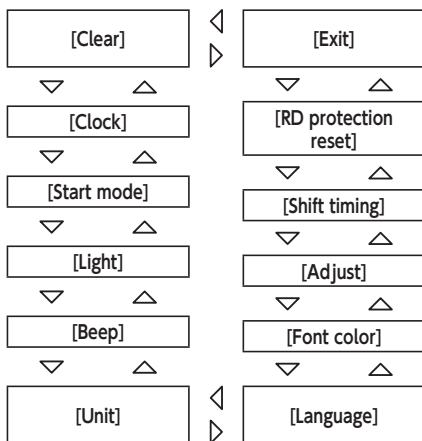 [Clear]
[Clock]
[Start mode]
[Light]
[Beep]
[Unit]
[Exit]
[RD protection
reset]
[Shift timing]
[Adjust]
[Font color]
[Language]